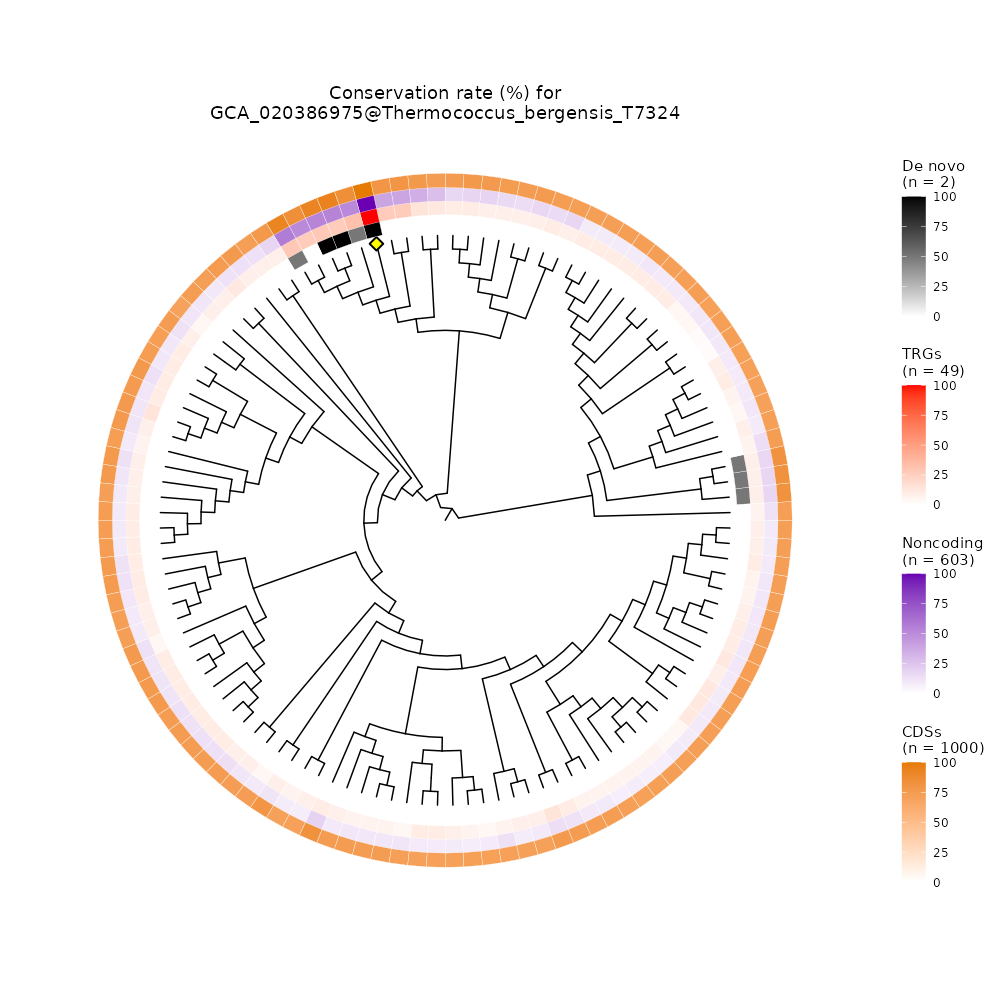 Conservation rate (%) for
GCA_020386975@Thermococcus_bergensis_T7324
De novo
(n = 2)
100
75
50
25
0
TRGs
(n = 49)
100
75
50
25
0
Noncoding
(n = 603)
100
75
50
25
0
CDSs
(n = 1000)
100
75
50
25
0